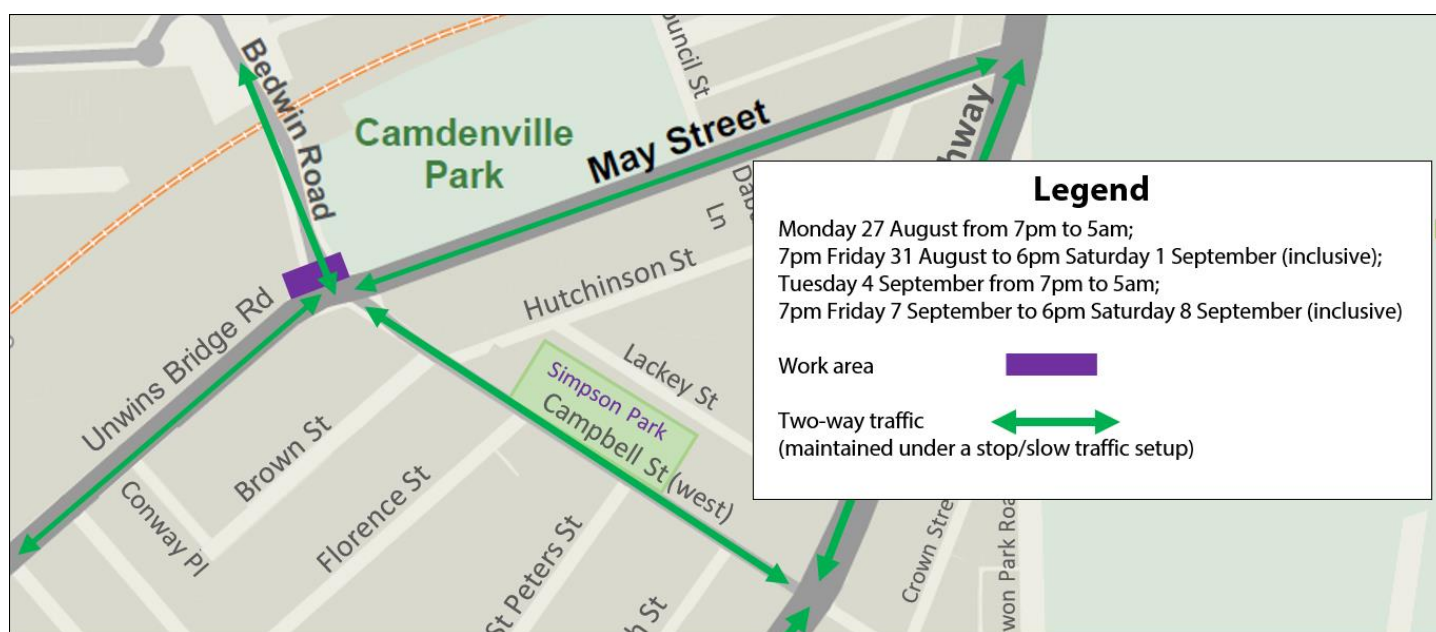 Bedwin Road
Camdenville
Park
May Street
Unwins Bridge Rd
Hutchinson St
Ln
Lackey St
Simpson Park
Campbell St (west)
Brown St
Conway Pl
Florence St
St Peters St
St
Legend
Monday 27 August from 7pm to 5am;
7pm Friday 31 August to 6pm Saturday 1 September (inclusive);
Tuesday 4 September from 7pm to 5am;
7pm Friday 7 September to 6pm Saturday 8 September (inclusive)
Work area
Two-way traffic
(maintained under a stop/slow traffic setup)
Crown Stre
Park